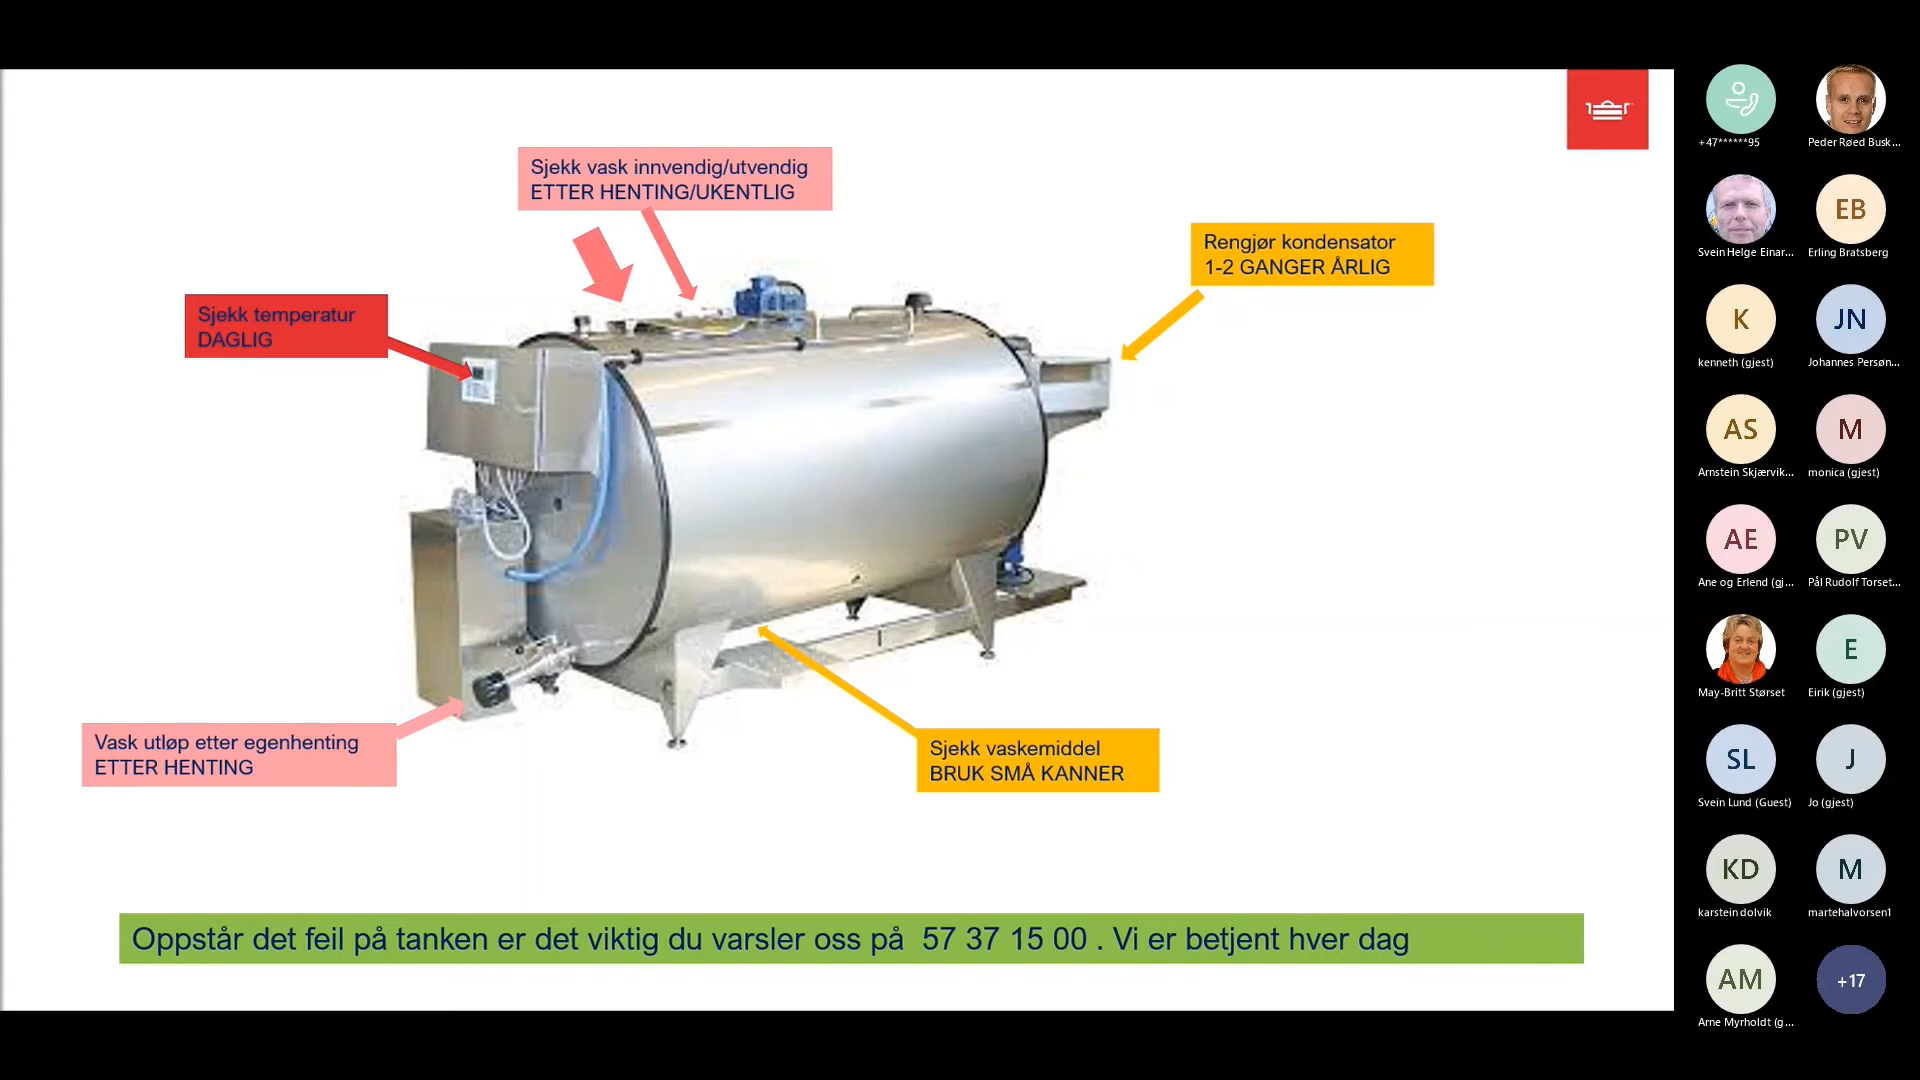 Sjekk vask innvendig/utvendig
ETTER HENTING/UKENTLIG
Rengjør kondensator
1-2 GANGER ÅRLIG
Sjekk temperatur
DAGLIG
Vask utløp etter egenhenting
ETTER HENTING
Sjekk vaskemiddel
BRUK SMÅ KANNER
Oppstår det feil på tanken er det viktig du varsler oss på 57 37 15 00 . Vi er betjent hver dag
+47******95
Peder Røed Busk...
Svein Helge Einar...
EB
Erling Bratsberg
K
kenneth (gjest)
JN
Johannes Persøn...
AS
Arnstein Skjærvik...
M
monica (gjest)
AE
Ane og Erlend (gj...
PV
Pål Rudolf Torset...
May-Britt Størset
E
Eirik (gjest)
SL
Svein Lund (Guest)
J
Jo (gjest)
KD
karstein dolvik
M
martehalvorsen1
AM
Arne Myrholdt (g...
+17